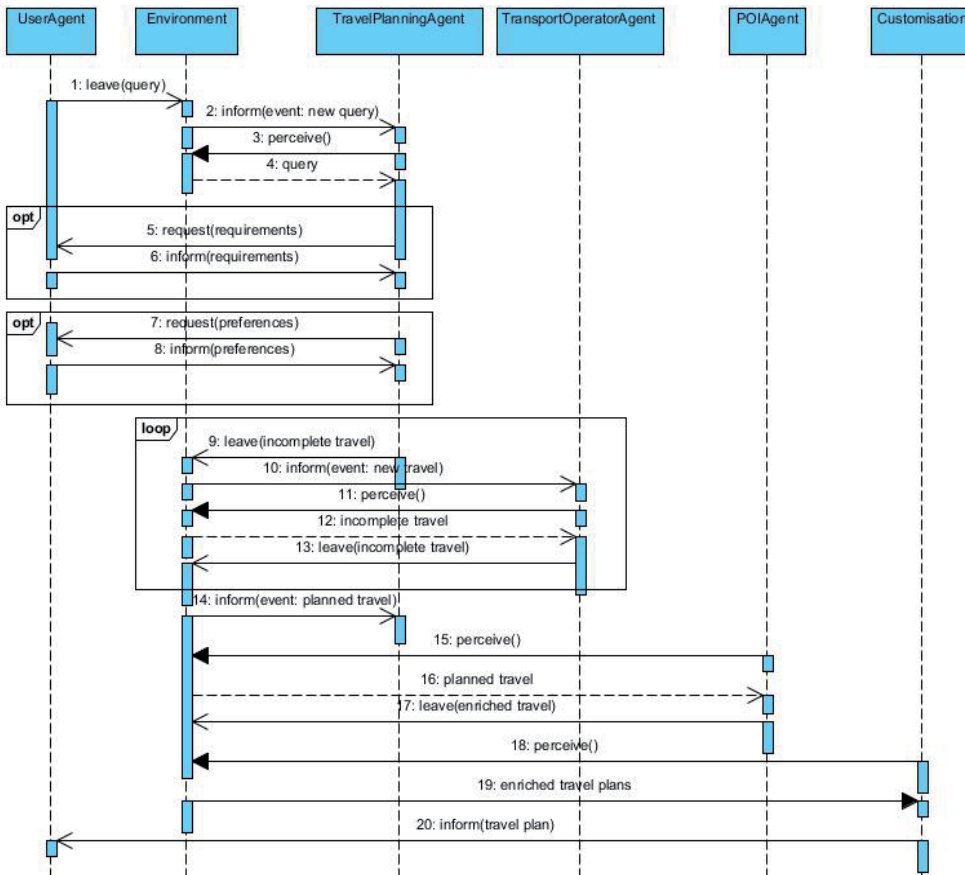 UserAgent
Environment
TravelPlanningAgent
TransportOperatorAgent
POIAgent
Customisation
1: leave(query)
2: inform(event: new query)
3: perceive()
4: query
opt
5: request(requirements)
6: inform(requirements)
opt
7: request(preferences)
8: inform(preferences)
loop
9: leave(incomplete travel)
10: inform(event: new travel)
11: perceive()
12: incomplete travel
13: leave(incomplete travel)
14: inform(event: planned travel)
15: perceive()
16: planned travel
17: leave(enriched travel)
18: perceive()
19: enriched travel plans
20: inform(travel plan)